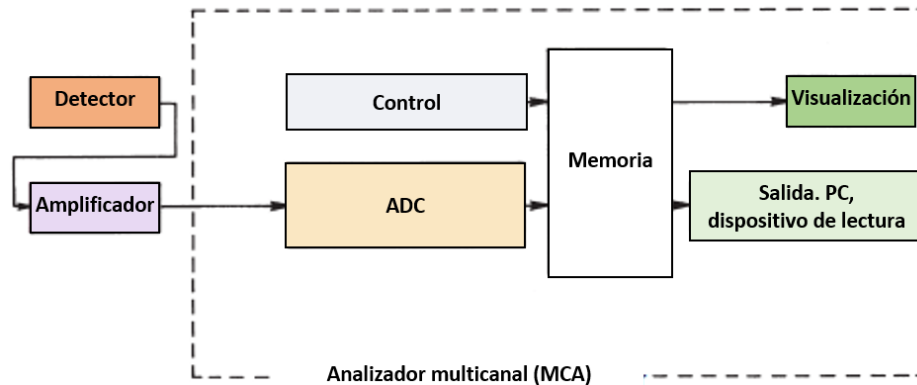 Detector
Control
Visualización
Memoria
Amplificador
ADC
Salida. PC,
dispositivo de lectura
Analizador multicanal (MCA)